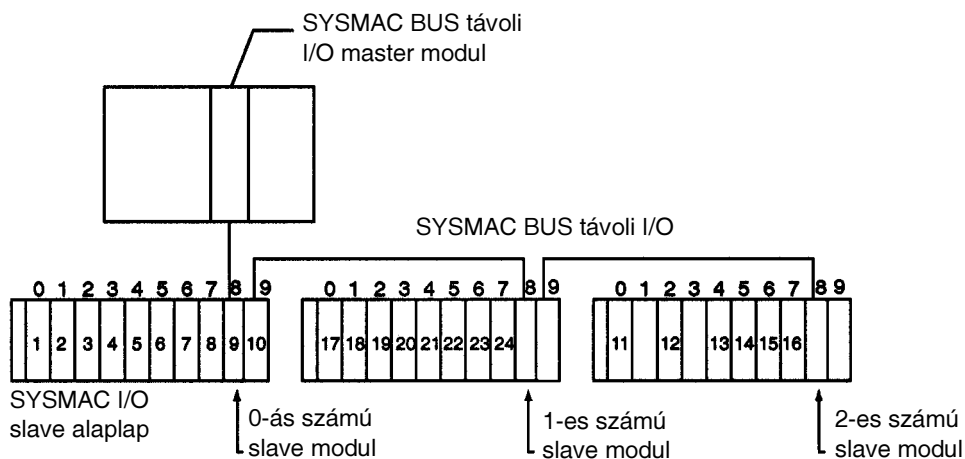 SYSMAC BUS távoli
I/O master modul
SYSMAC BUS távoli I/O
0 1 2 3 4 5 6 7 8 9
0 1 2 3 4 5 6 7 8 9
0 1 2 3 4 5 6 7 8 9
1 2 3 4 5 6 7 8 9 10
17 18 19 20 21 22 23 24
11 12 13 14 15 16
SYSMAC I/O
slave alaplap
0-ás számú
slave modul
1-es számú
slave modul
2-es számú
slave modul